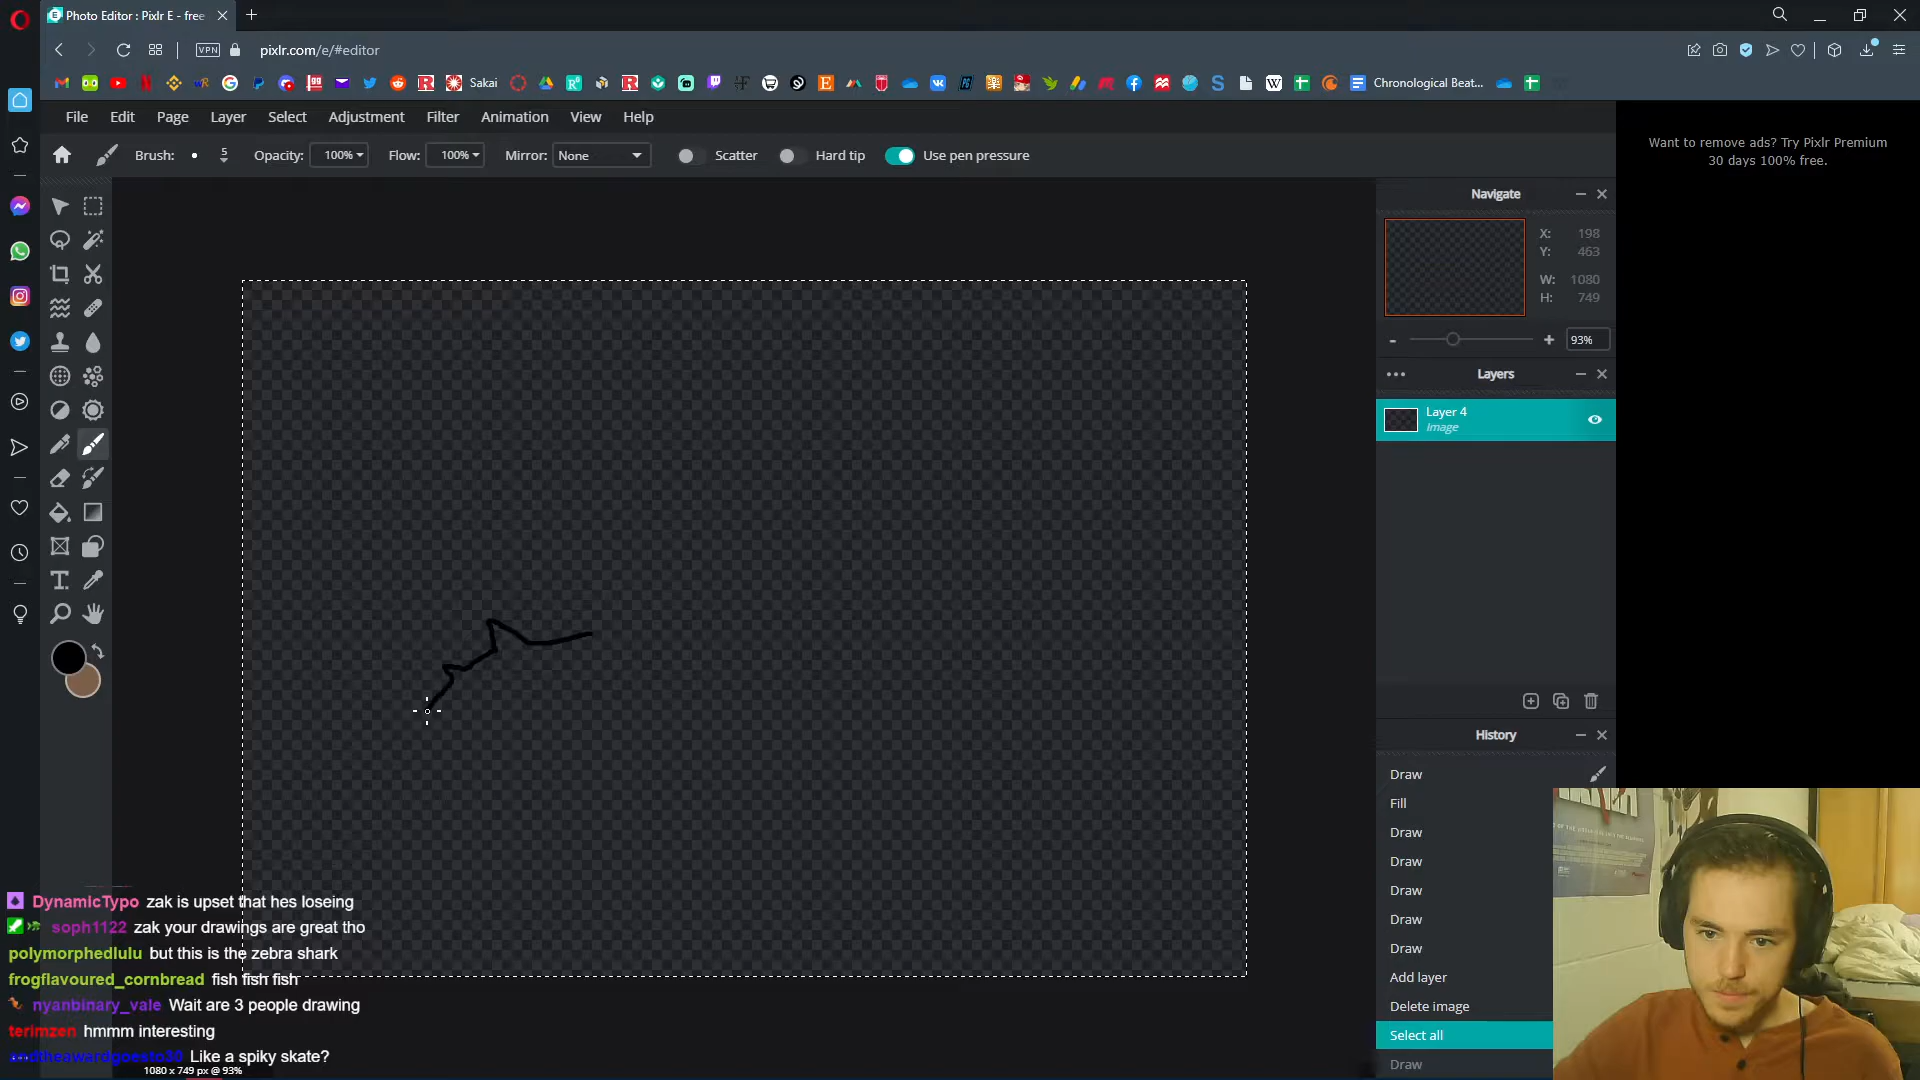 Photo Editor : Pixlr E - free
VPN
pixlr.com/e/#editor
Sakai
Chronological Beat...
File Edit Page Layer Select Adjustment Filter Animation View Help
Brush: 5 Opacity: 100% Flow: 100% Mirror: None Scatter Hard tip Use pen pressure
Want to remove ads? Try Pixlr Premium
30 days 100% free.
Navigate
X: 198
Y: 463
W: 1080
H: 749
93%
Layers
Layer 4
Image
History
Draw
Fill
Draw
Draw
Draw
Draw
Draw
Add layer
Delete image
Select all
Draw
DynamicTypo zak is upset that hes loseing
soph1122 zak your drawings are great tho
polymorphedlulu but this is the zebra shark
frogflavoured_cornbread fish fish fish
nyanbinary_vale Wait are 3 people drawing
terimzen hmmm interesting
andtheawardgoesto30 Like a spiky skate?
1080 x 749 px @ 93%